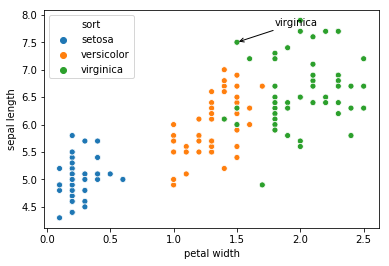 virginica
sort
setosa
versicolor
virginica
8.0
7.5
7.0
6.5
6.0
5.5
5.0
4.5
sepal length
0.0 0.5 1.0 1.5 2.0 2.5
petal width